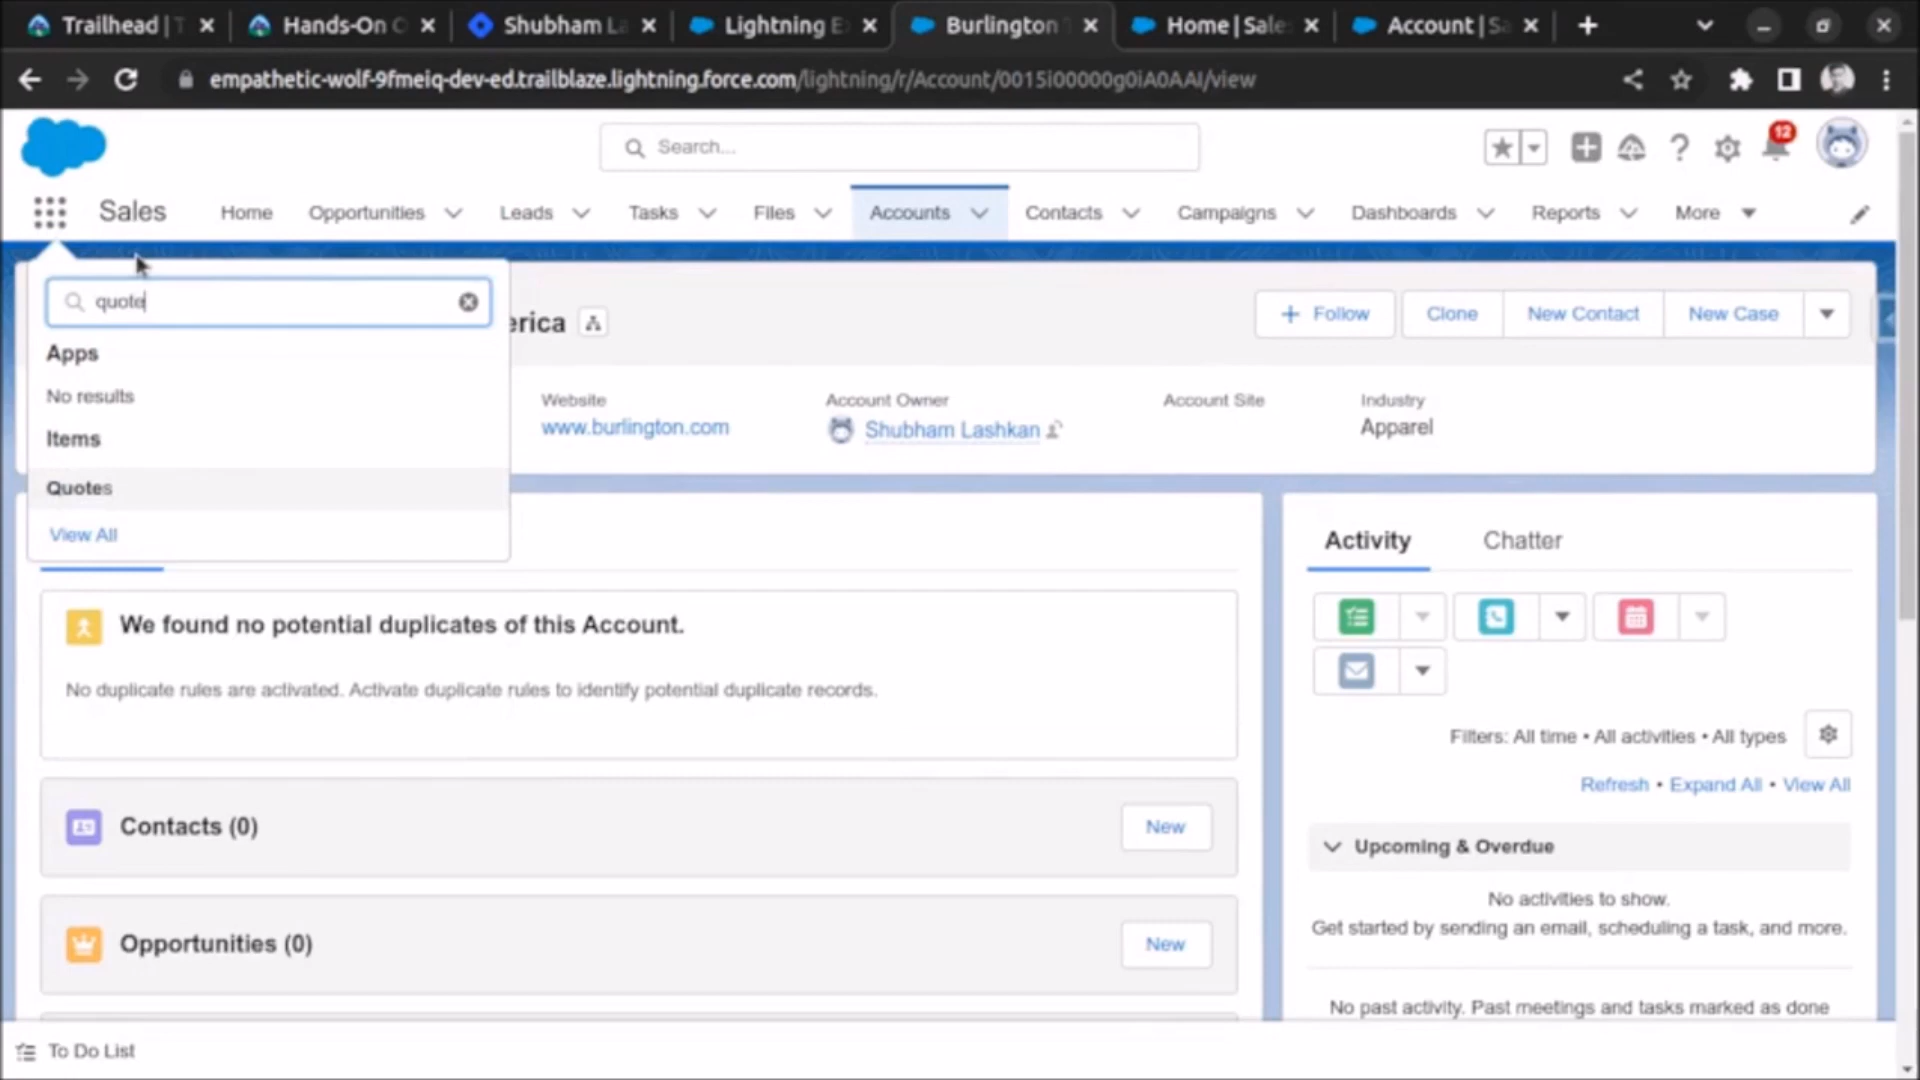 Trailhead | T
Hands-On C
Shubham La
Lightning E
Burlington T
Home | Sale
Account | Sa
empathetic-wolf-9fmeiq-dev-ed.trailblaze.lightning.force.com/lightning/r/Account/0015i00000g0iA0AAI/view
Search...
12
Sales
Home
Opportunities
Leads
Tasks
Files
Accounts
Contacts
Campaigns
Dashboards
Reports
More
quote
Apps
No results
Items
Quotes
View All
erica
Follow
Clone
New Contact
New Case
Website
www.burlington.com
Account Owner
Shubham Lashkan
Account Site
Industry
Apparel
We found no potential duplicates of this Account.
No duplicate rules are activated. Activate duplicate rules to identify potential duplicate records.
Contacts (0)
New
Opportunities (0)
New
Activity
Chatter
Filters: All time • All activities • All types
Refresh • Expand All • View All
Upcoming & Overdue
No activities to show.
Get started by sending an email, scheduling a task, and more.
No past activity. Past meetings and tasks marked as done
To Do List